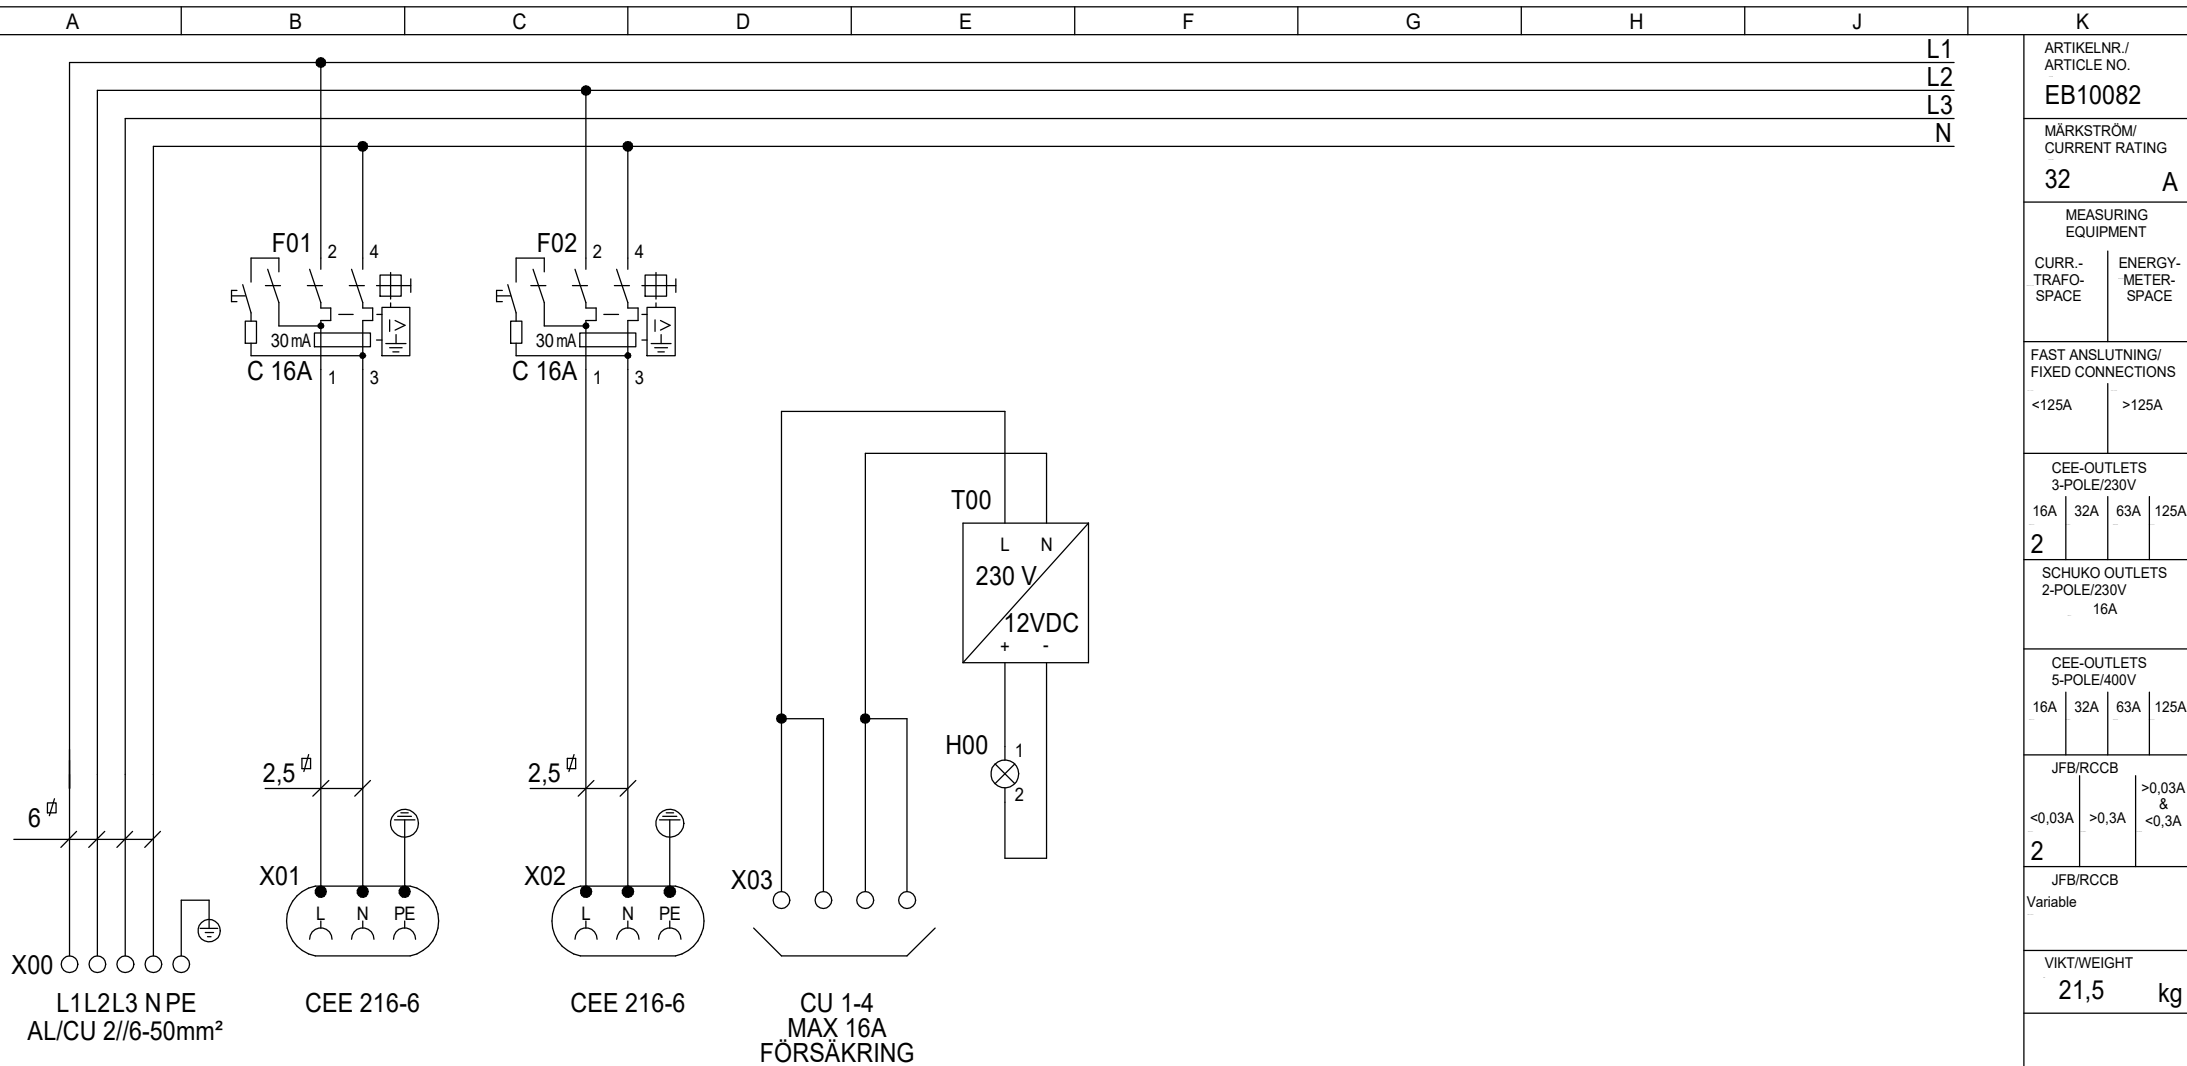 A B C D E F G H J K
L1
L2
L3
N
F01 2 4
30 mA
C 16A 1 3
F02 2 4
30 mA
C 16A 1 3
T00
L N
230 V
12VDC
+ -
H00 1
2
2,5
2,5
6
X00
L1 L2 L3 N PE
AL/CU 2//6-50mm²
X01
L N PE
CEE 216-6
X02
L N PE
CEE 216-6
X03
CU 1-4
MAX 16A
FÖRSÄKRING
ARTIKELNR./
ARTICLE NO.
EB10082
MÄRKSTRÖM/
CURRENT RATING
32 A
MEASURING
EQUIPMENT
CURR.-
TRAFO-
SPACE
ENERGY-
METER-
SPACE
FAST ANSLUTNING/
FIXED CONNECTIONS
<125A >125A
CEE-OUTLETS
3-POLE/230V
16A 32A 63A 125A
2
SCHUKO OUTLETS
2-POLE/230V
16A
CEE-OUTLETS
5-POLE/400V
16A 32A 63A 125A
JFB/RCCB
<0,03A >0,3A
>0,03A
&
<0,3A
2
JFB/RCCB
Variable
VIKT/WEIGHT
21,5 kg